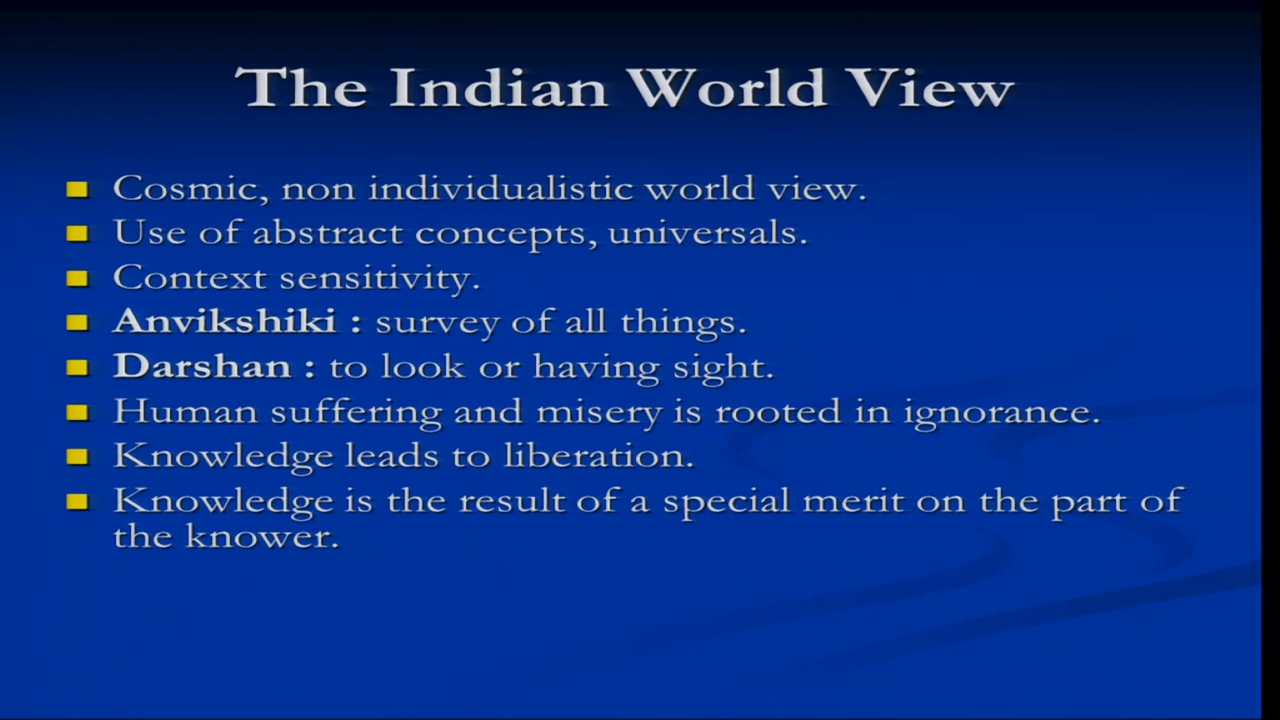 The Indian World View
Cosmic, non individualistic world view.
Use of abstract concepts, universals.
Context sensitivity.
Anvikshiki : survey of all things.
Darshan : to look or having sight.
Human suffering and misery is rooted in ignorance.
Knowledge leads to liberation.
Knowledge is the result of a special merit on the part of
the knower.